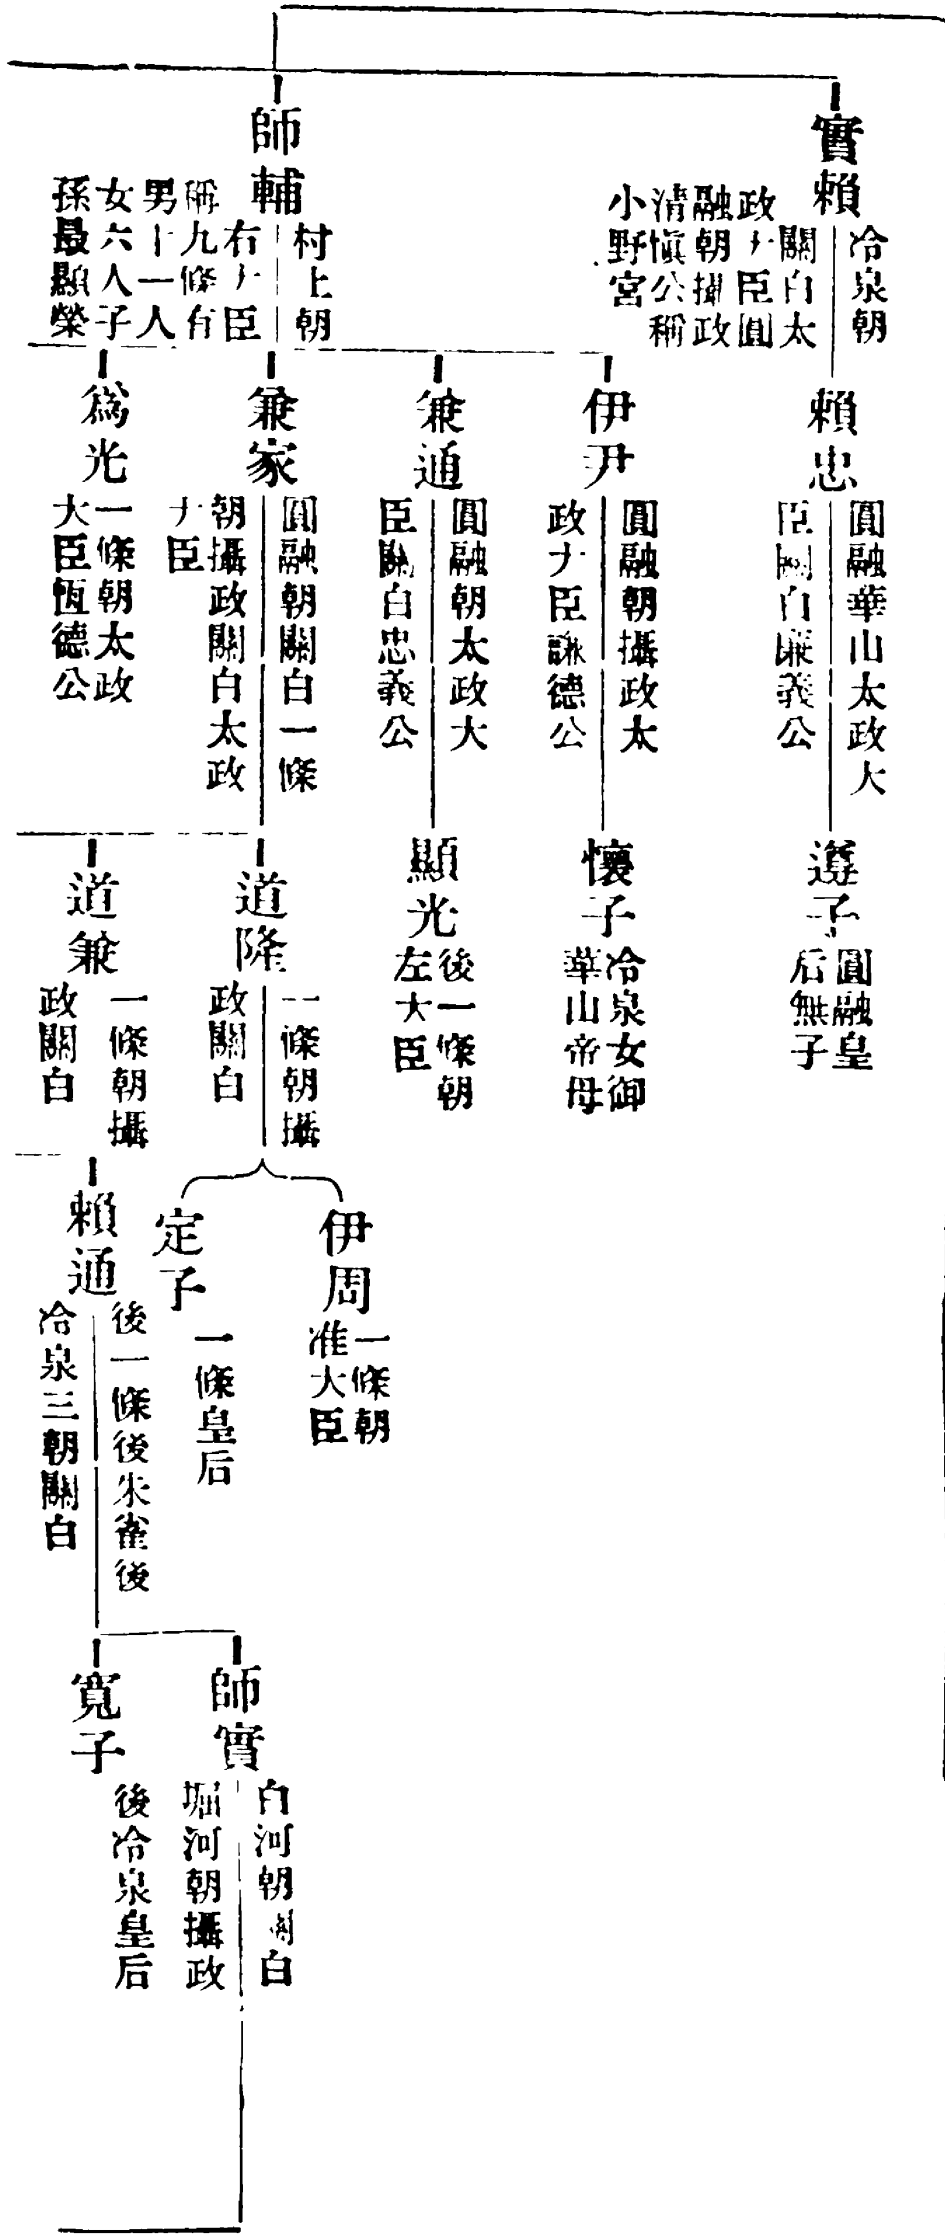 實賴
冷泉朝
關白太
政大臣圓
融朝攝政
清愼公稱
小野宮
師輔
村上朝
右大臣
稱九條有
男十一人
女六人子
孫最顯榮
賴忠
圓融華山太政大
臣關白廉義公
伊尹
圓融朝攝政太
政大臣謙德公
兼通
圓融朝太政大
臣關白忠義公
兼家
圓融朝關白一條
朝攝政關白太政
大臣
爲光
一條朝太政
大臣恆德公
遵子
圓融皇
后無子
懷子
冷泉女御
華山帝母
顯光
後一條朝
左大臣
道隆
一條朝攝
政關白
道兼
一條朝攝
政關白
伊周
一條朝
准大臣
定子
一條皇后
賴通
後一條後朱雀後
冷泉三朝關白
師實
白河朝關白
堀河朝攝政
寬子
後冷泉皇后